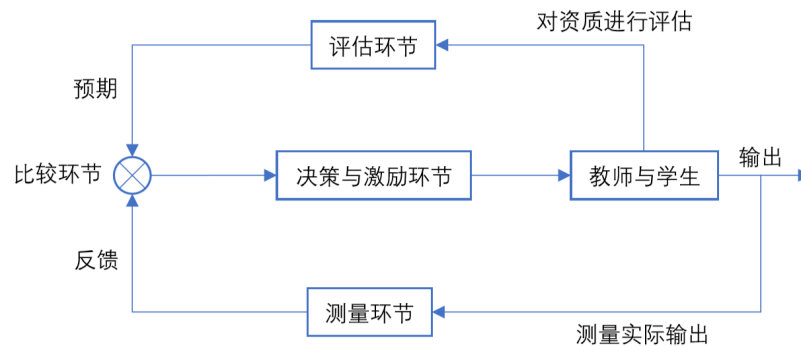 对资质进行评估
评估环节
预期
比较环节
决策与激励环节
教师与学生
输出
反馈
测量环节
测量实际输出